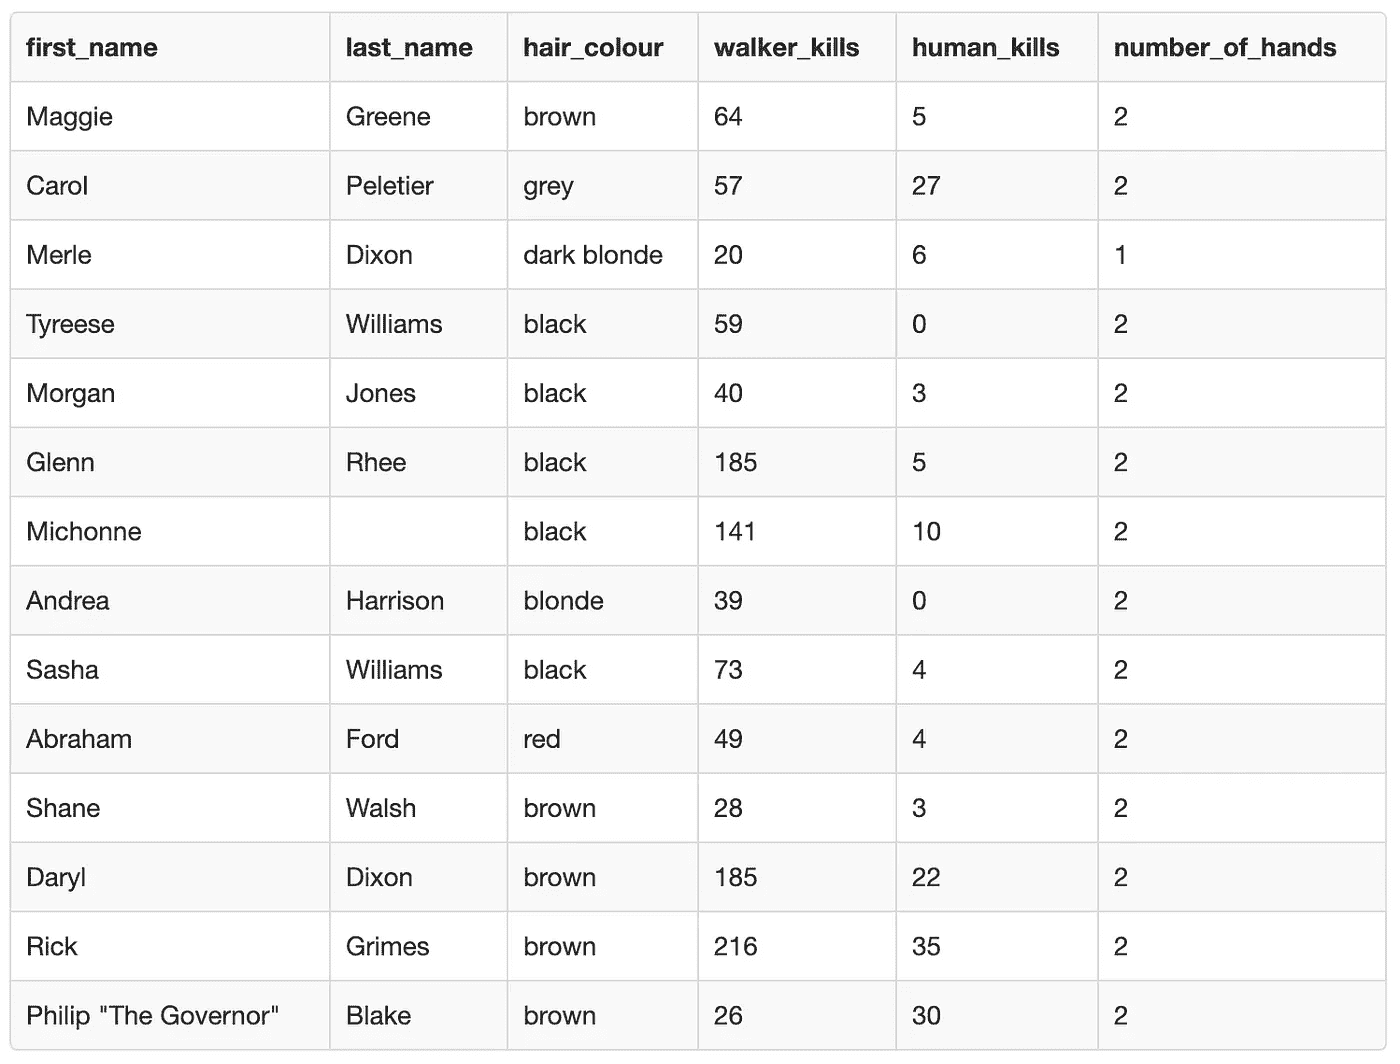 first_name last_name hair_colour walker_kills human_kills number_of_hands
Maggie Greene brown 64 5 2
Carol Peletier grey 57 27 2
Merle Dixon dark blonde 20 6 1
Tyreese Williams black 59 0 2
Morgan Jones black 40 3 2
Glenn Rhee black 185 5 2
Michonne black 141 10 2
Andrea Harrison blonde 39 0 2
Sasha Williams black 73 4 2
Abraham Ford red 49 4 2
Shane Walsh brown 28 3 2
Daryl Dixon brown 185 22 2
Rick Grimes brown 216 35 2
Philip "The Governor" Blake brown 26 30 2